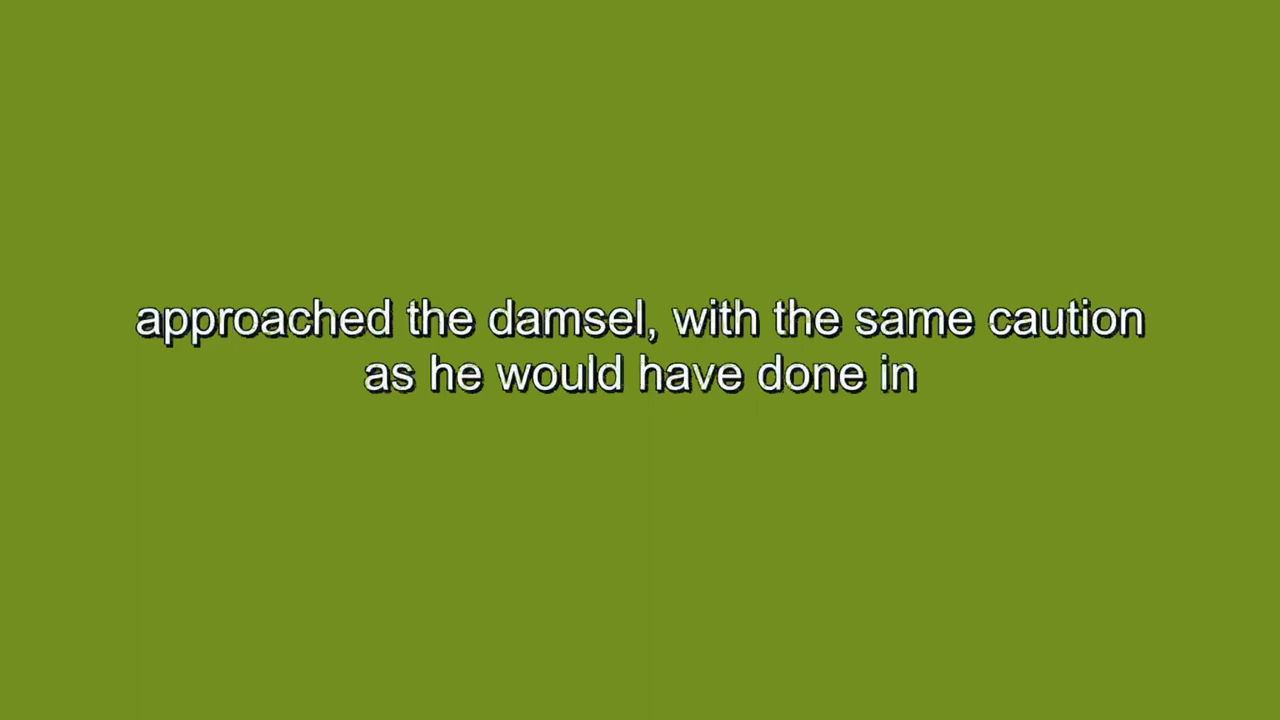 approached the damsel, with the same caution
as he would have done in